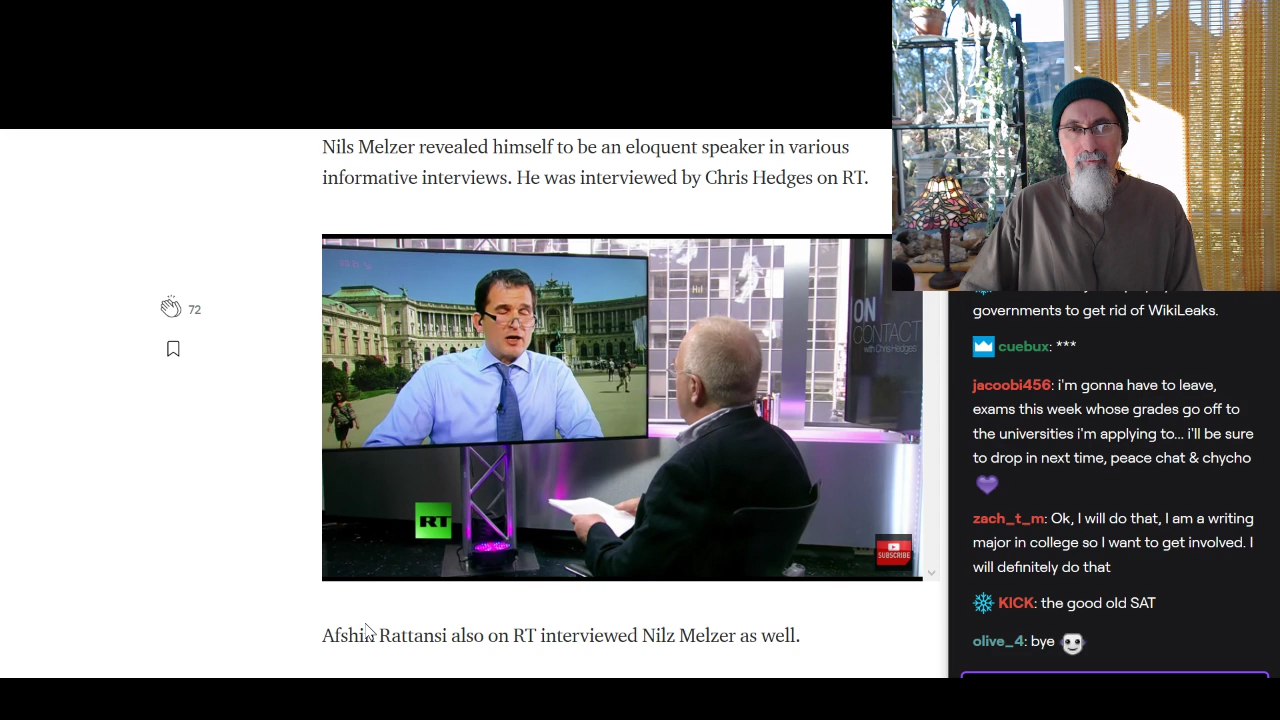 Nils Melzer revealed himself to be an eloquent speaker in various
informative interviews. He was interviewed by Chris Hedges on RT.
72
Hi!
ON
CONTACT
with Chris Hedges
RT
SUBSCRIBE
Afshin Rattansi also on RT interviewed Nilz Melzer as well.
governments to get rid of WikiLeaks.
cuebux: ***
jacoobi456: i'm gonna have to leave,
exams this week whose grades go off to
the universities i'm applying to... i'll be sure
to drop in next time, peace chat & chycho
zach_t_m: Ok, I will do that, I am a writing
major in college so I want to get involved. I
will defnitely do that
KICK: the good old SAT
olive_4: bye